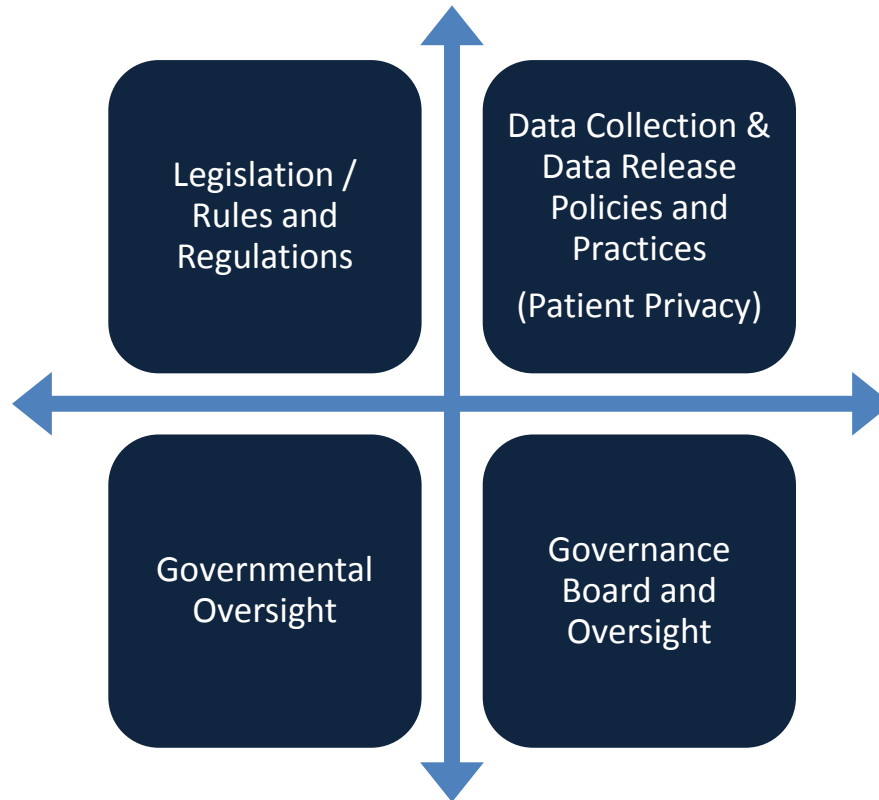 Legislation /
Rules and
Regulations
Data Collection &
Data Release
Policies and
Practices
(Patient Privacy)
Governmental
Oversight
Governance
Board and
Oversight